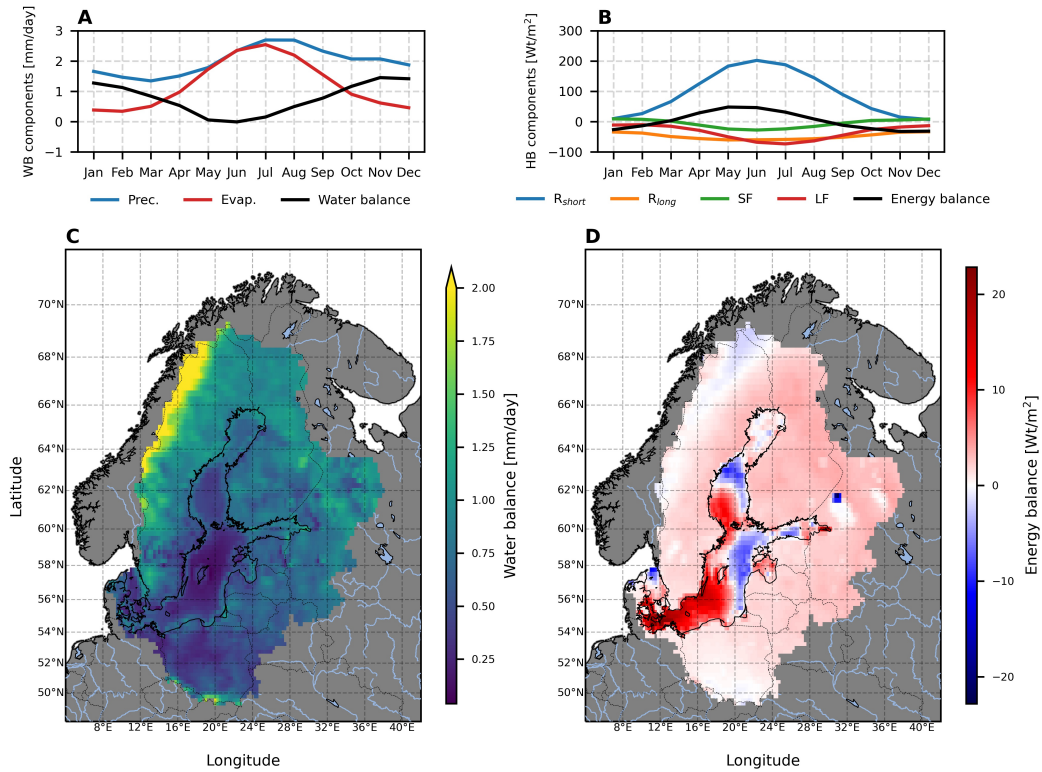 A
B
WB components [mm/day]
3
2
1
0
−1
Jan Feb Mar Apr May Jun Jul Aug Sep Oct Nov Dec
Prec. Evap. Water balance
HB components [Wt/m²]
300
200
100
0
−100
Jan Feb Mar Apr May Jun Jul Aug Sep Oct Nov Dec
R_short R_long SF LF Energy balance
C
Latitude
70°N
68°N
66°N
64°N
62°N
60°N
58°N
56°N
54°N
52°N
50°N
8°E 12°E 16°E 20°E 24°E 28°E 32°E 36°E 40°E
Longitude
2.00
1.75
1.50
1.25
1.00
0.75
0.50
0.25
Water balance [mm/day]
D
70°N
68°N
66°N
64°N
62°N
60°N
58°N
56°N
54°N
52°N
50°N
8°E 12°E 16°E 20°E 24°E 28°E 32°E 36°E 40°E
Longitude
20
10
0
−10
−20
Energy balance [Wt/m²]